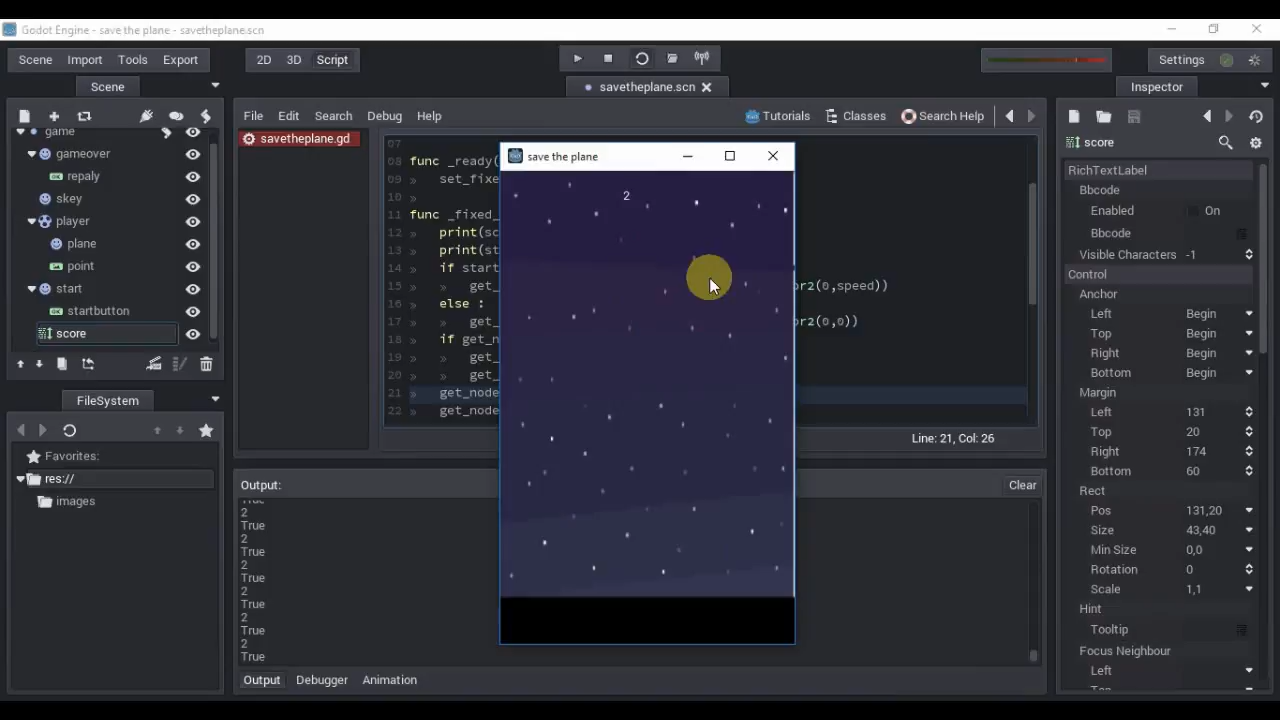 Godot Engine - save the plane - savetheplane.scn
Scene Import Tools Export
2D 3D Script
Settings
Scene
savetheplane.scn
Inspector
File Edit Search Debug Help
Tutorials Classes Search Help
savetheplane.gd
game
gameover
repaly
skey
player
plane
point
start
startbutton
score
07
08 func _ready(
09 » set_fixe
10 »
11 func _fixed_
12 » print(sc
13 » print(st
14 » if start
15 » » get_ or2(0,speed))
16 » else :
17 » » get_ or2(0,0))
18 » if get_n
19 » » get_
20 » » get_
21 » get_node
22 » get_node
Line: 21, Col: 26
save the plane
2
FileSystem
Favorites:
res://
images
Output:
Clear
True
2
True
2
True
2
True
2
True
2
True
2
True
Output Debugger Animation
score
RichTextLabel
Bbcode
Enabled On
Bbcode
Visible Characters -1
Control
Anchor
Left Begin
Top Begin
Right Begin
Bottom Begin
Margin
Left 131
Top 20
Right 174
Bottom 60
Rect
Pos 131,20
Size 43,40
Min Size 0,0
Rotation 0
Scale 1,1
Hint
Tooltip
Focus Neighbour
Left
Top